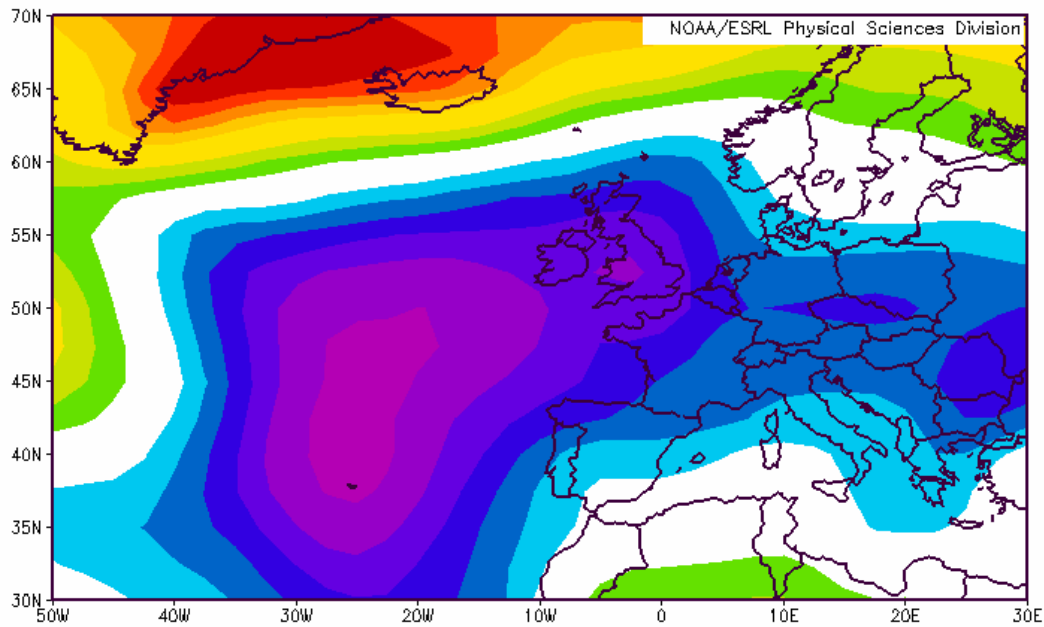 70N
NOAA/ESRL Physical Sciences Division
65N
60N
55N
50N
45N
40N
35N
30N
50W 40W 30W 20W 10W 0 10E 20E 30E